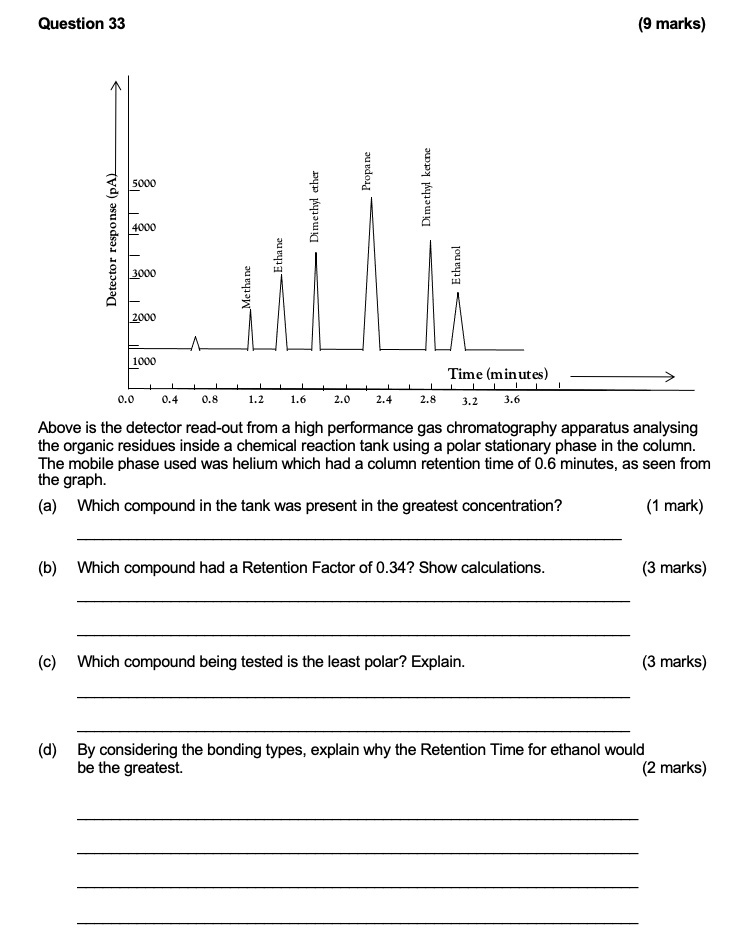 Question 33 (9 marks)
Detector response (pA)
5000
4000
3000
2000
1000
Methane
Ethane
Dimethyl ether
Propane
Dimethyl ketone
Ethanol
Time (minutes)
0.0 0.4 0.8 1.2 1.6 2.0 2.4 2.8 3.2 3.6
Above is the detector read-out from a high performance gas chromatography apparatus analysing
the organic residues inside a chemical reaction tank using a polar stationary phase in the column.
The mobile phase used was helium which had a column retention time of 0.6 minutes, as seen from
the graph.
(a) Which compound in the tank was present in the greatest concentration? (1 mark)
(b) Which compound had a Retention Factor of 0.34? Show calculations. (3 marks)
(c) Which compound being tested is the least polar? Explain. (3 marks)
(d) By considering the bonding types, explain why the Retention Time for ethanol would
be the greatest. (2 marks)